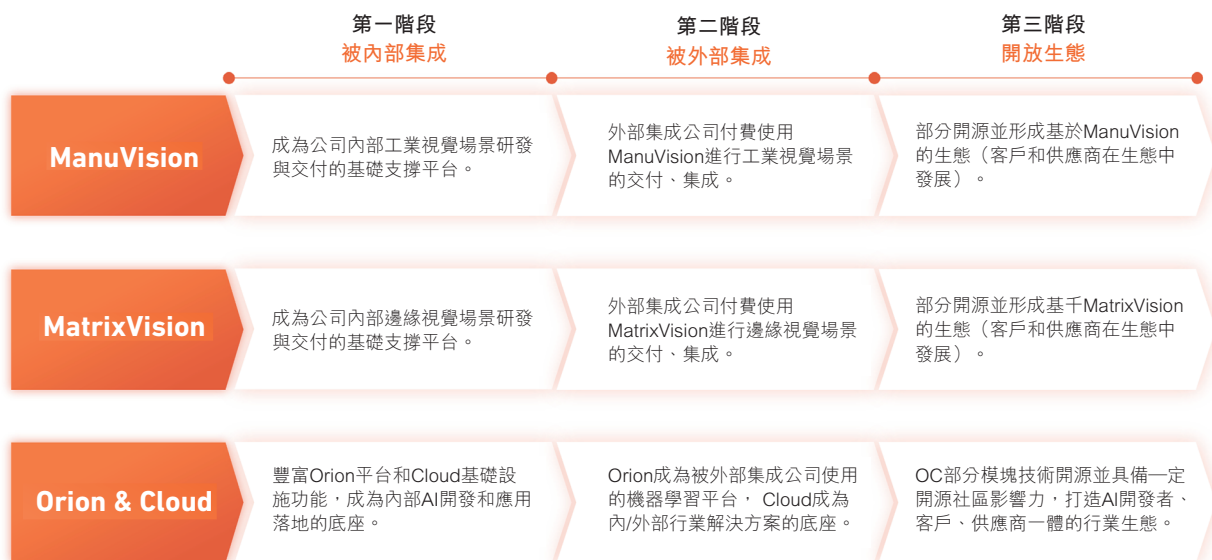 第一階段
被內部集成
第二階段
被外部集成
第三階段
開放生態
ManuVision
成為公司內部工業視覺場景研發
與交付的基礎支撐平台。
外部集成公司付費使用
ManuVision進行工業視覺場景
的交付、集成。
部分開源並形成基於ManuVision
的生態（客戶和供應商在生態中
發展）。
MatrixVision
成為公司內部邊緣視覺場景研發
與交付的基礎支撐平台。
外部集成公司付費使用
MatrixVision進行邊緣視覺場景
的交付、集成。
部分開源並形成基千MatrixVision
的生態（客戶和供應商在生態中
發展）。
Orion & Cloud
豐富Orion平台和Cloud基礎設
施功能，成為內部AI開發和應用
落地的底座。
Orion成為被外部集成公司使用
的機器學習平台， Cloud成為
內/外部行業解決方案的底座。
OC部分模塊技術開源並具備—定
開源社區影響力，打造AI開發者、
客戶、供應商一體的行業生態。